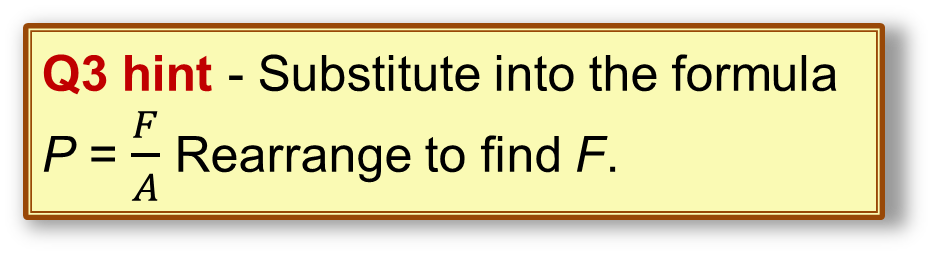 Q3 hint - Substitute into the formula
P = F/A Rearrange to find F.